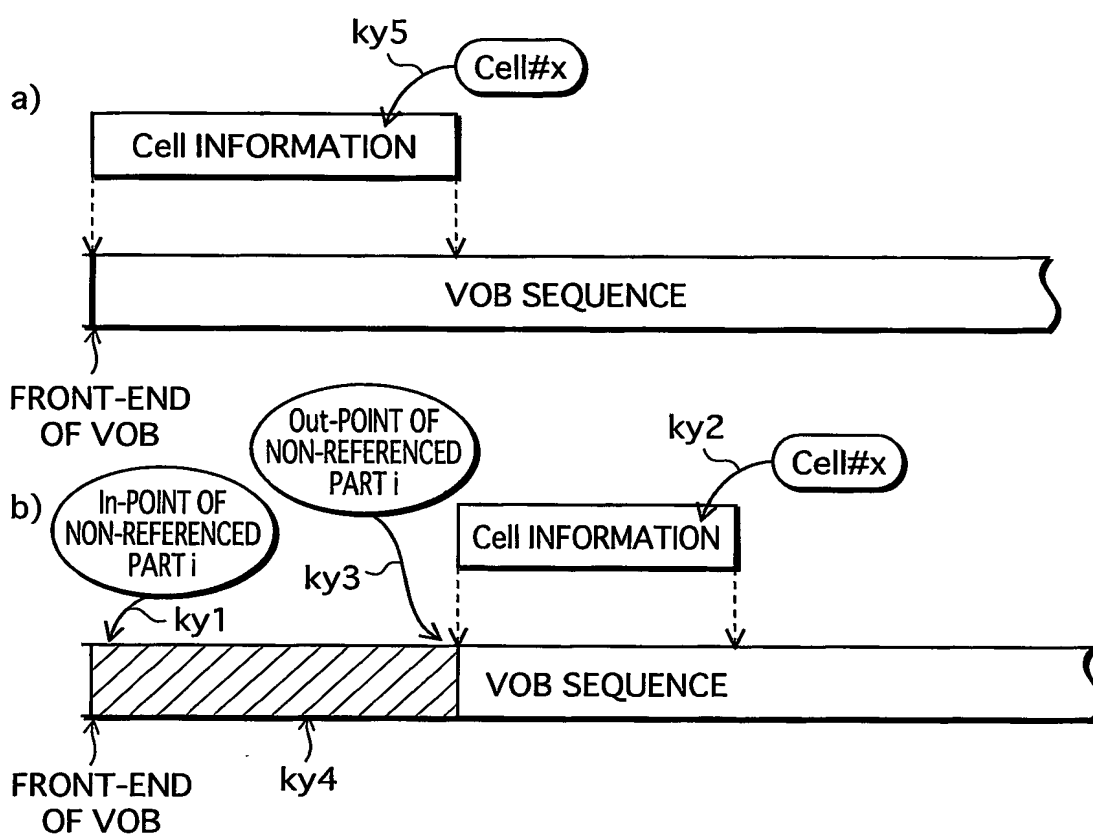 ky5
Cell#x
a)
Cell INFORMATION
VOB SEQUENCE
FRONT-END
OF VOB
Out-POINT OF
NON-REFERENCED
PART i
ky2
Cell#x
b)
In-POINT OF
NON-REFERENCED
PART i
Cell INFORMATION
ky3
ky1
VOB SEQUENCE
FRONT-END
OF VOB
ky4